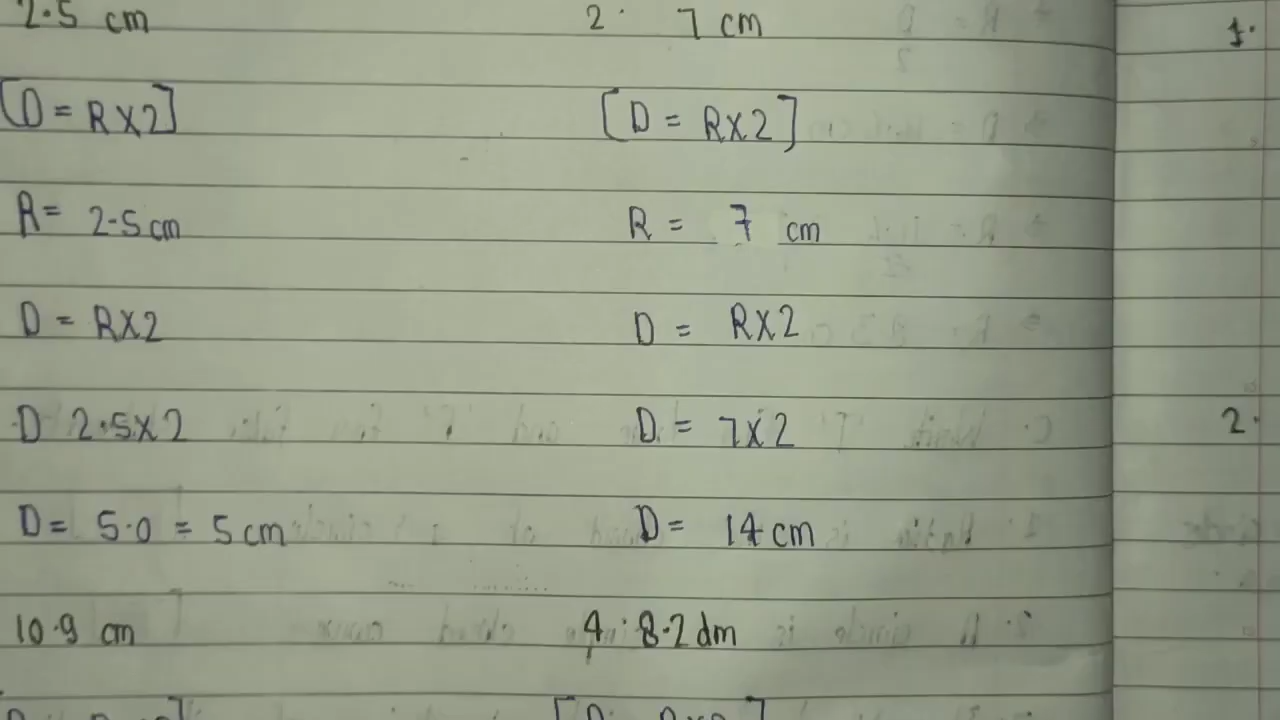 2.5 cm
[D = R×2]
R = 2.5 cm
D = R×2
D 2.5×2
D = 5.0 = 5 cm
10.9 cm
2. 7 cm
[D = R×2]
R = 7 cm
D = R×2
D = 7×2
D = 14 cm
4. 8.2 dm
1.
2.